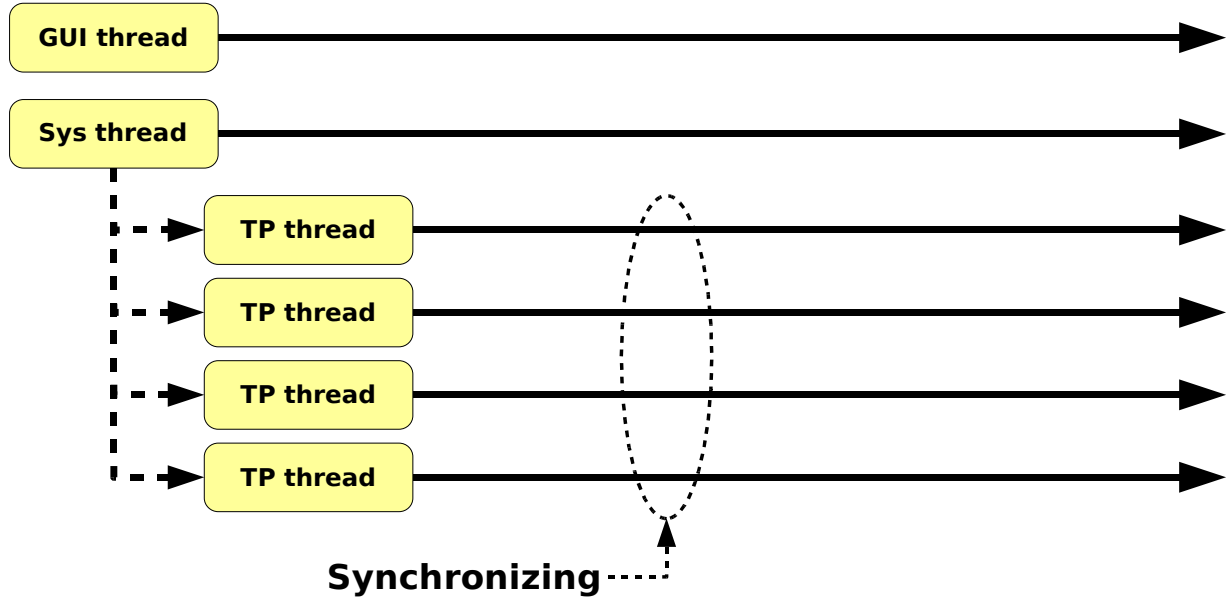 GUI thread
Sys thread
TP thread
TP thread
TP thread
TP thread
Synchronizing